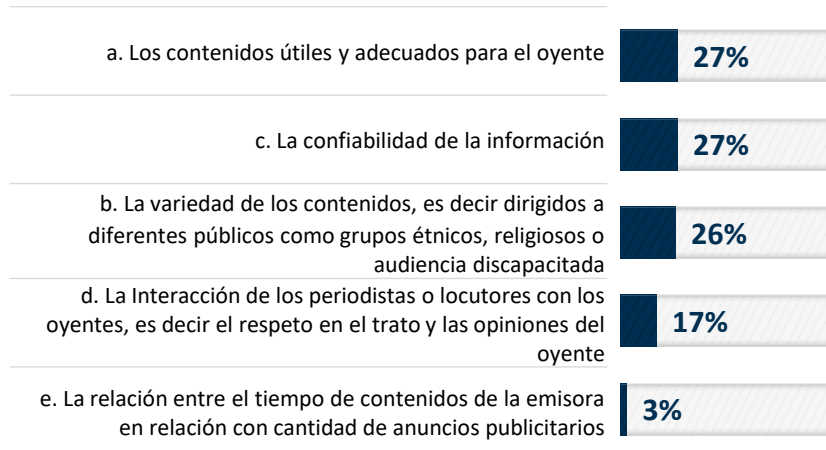 a. Los contenidos útiles y adecuados para el oyente
27%
c. La confiabilidad de la información
27%
b. La variedad de los contenidos, es decir dirigidos a
diferentes públicos como grupos étnicos, religiosos o
audiencia discapacitada
26%
d. La Interacción de los periodistas o locutores con los
oyentes, es decir el respeto en el trato y las opiniones del
oyente
17%
e. La relación entre el tiempo de contenidos de la emisora
en relación con cantidad de anuncios publicitarios
3%